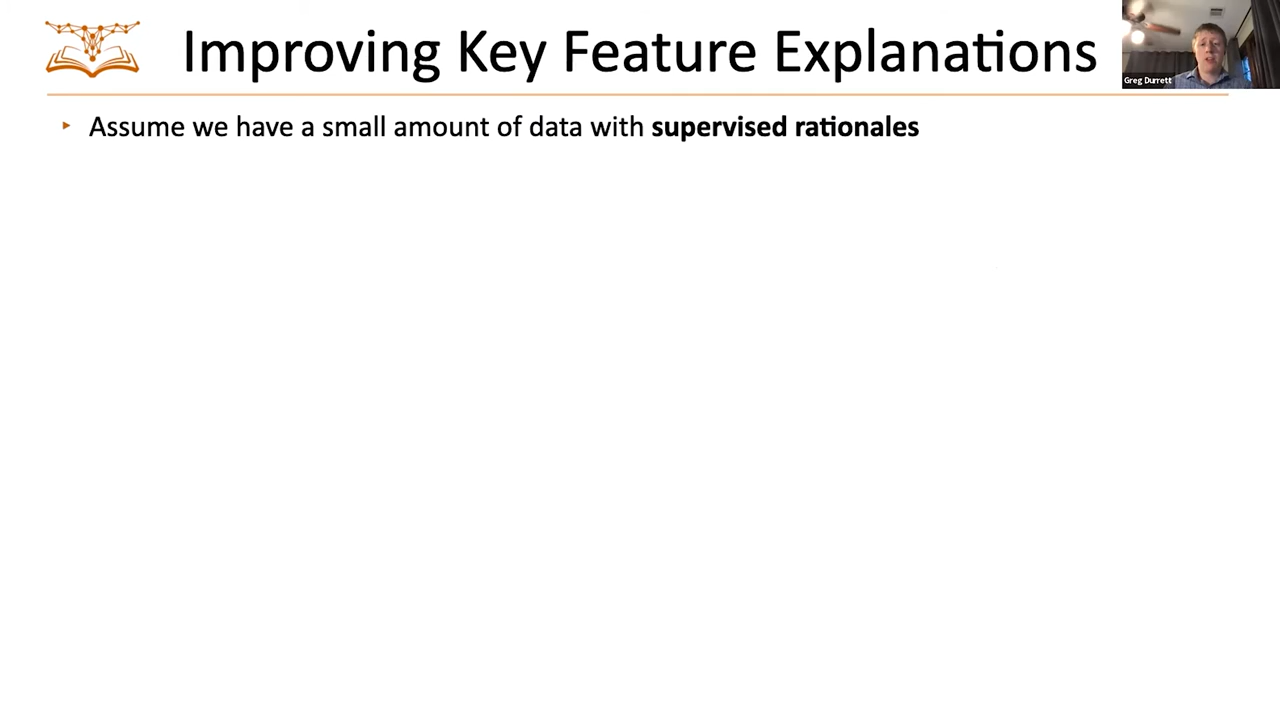 Improving Key Feature Explanations
Greg Durrett
‣ Assume we have a small amount of data with supervised rationales